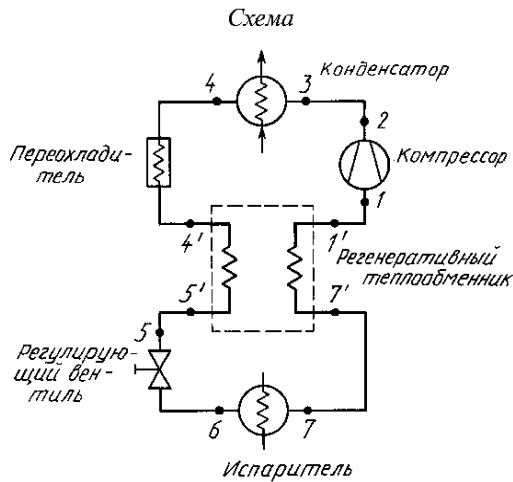 Схема
4
3
Конденсатор
2
Переохлади-
тель
Компрессор
1
4'
1'
Регенеративный
теплообменник
5'
7'
5
Регулирую-
щий вен-
тиль
6
7
Испаритель